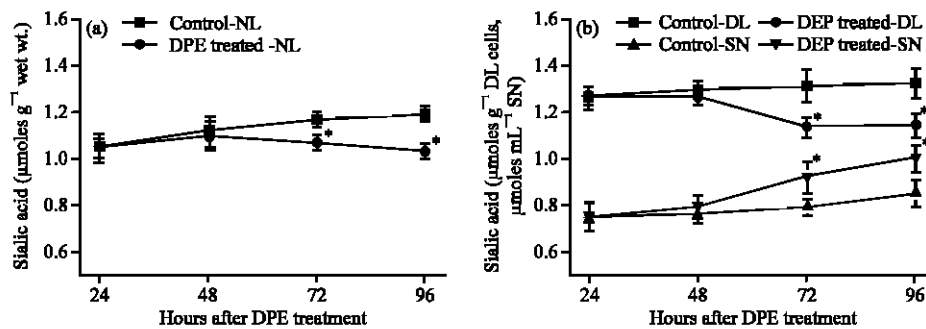 (a)
Control-NL
DPE treated -NL
Sialic acid (µmoles g⁻¹ wet wt.)
1.4
1.2
1.0
0.8
0.6
24 48 72 96
* *
Hours after DPE treatment
(b)
Control-DL DEP treated-DL
Control-SN DEP treated-SN
Sialic acid (µmoles g⁻¹ DL cells,
µmoles mL⁻¹ SN)
1.6
1.4
1.2
1.0
0.8
0.6
24 48 72 96
* *
* *
Hours after DPE treatment